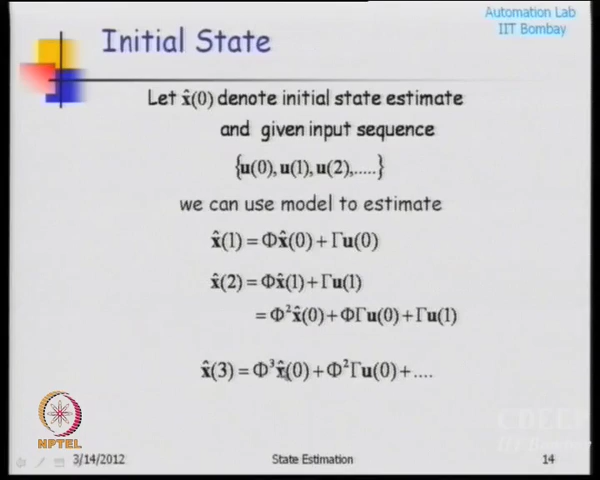 Automation Lab
IIT Bombay
Initial State
Let x̂(0) denote initial state estimate
and given input sequence
{u(0), u(1), u(2),.....}
we can use model to estimate
x̂(1) = Φx̂(0) + Γu(0)
x̂(2) = Φx̂(1) + Γu(1)
= Φ²x̂(0) + ΦΓu(0) + Γu(1)
x̂(3) = Φ³x̂(0) + Φ²Γu(0) + ....
NPTEL
3/14/2012
State Estimation
14